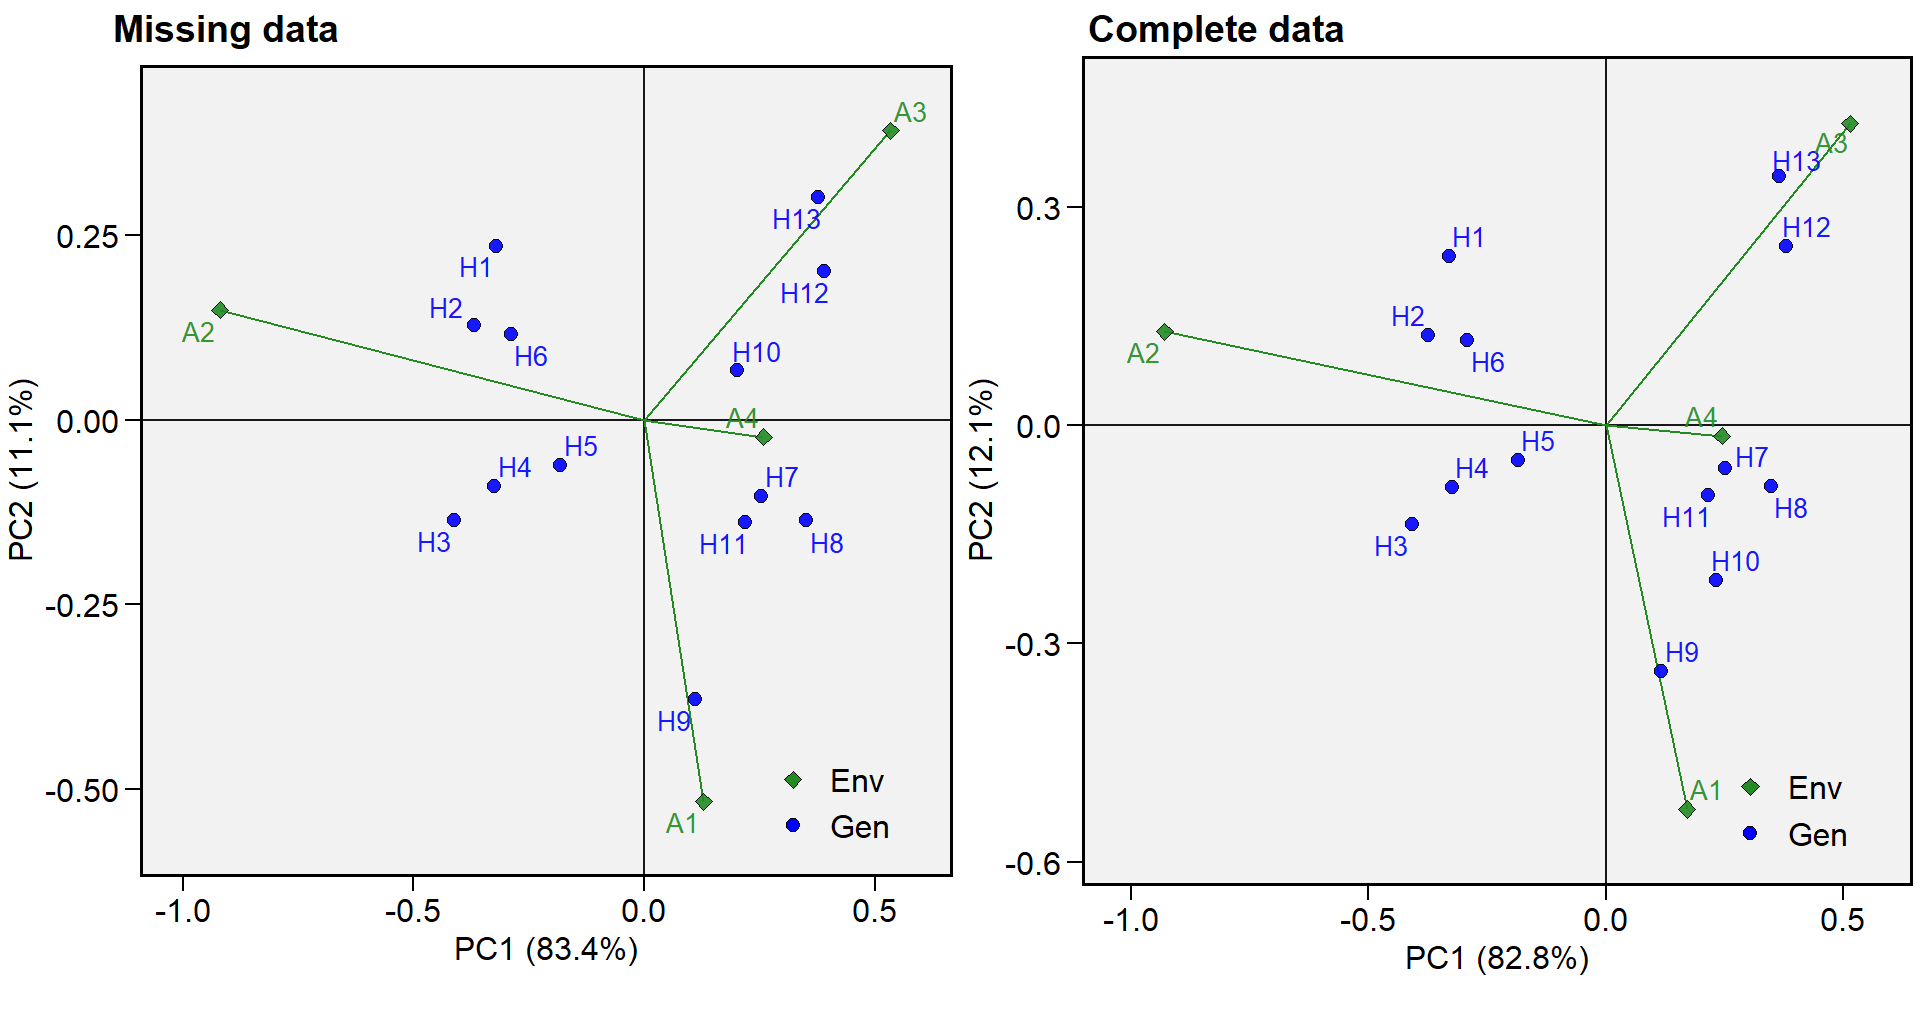 Missing data
A3
H13
H1
H12
H2
A2
H6
H10
A4
H5
H4
H7
H3
H11
H8
H9
A1
Env
Gen
0.25
0.00
-0.25
-0.50
PC2 (11.1%)
-1.0
-0.5
0.0
0.5
PC1 (83.4%)
Complete data
A3
H13
H12
H1
H2
A2
H6
A4
H5
H7
H4
H8
H11
H3
H10
H9
A1
Env
Gen
0.3
0.0
-0.3
-0.6
PC2 (12.1%)
-1.0
-0.5
0.0
0.5
PC1 (82.8%)